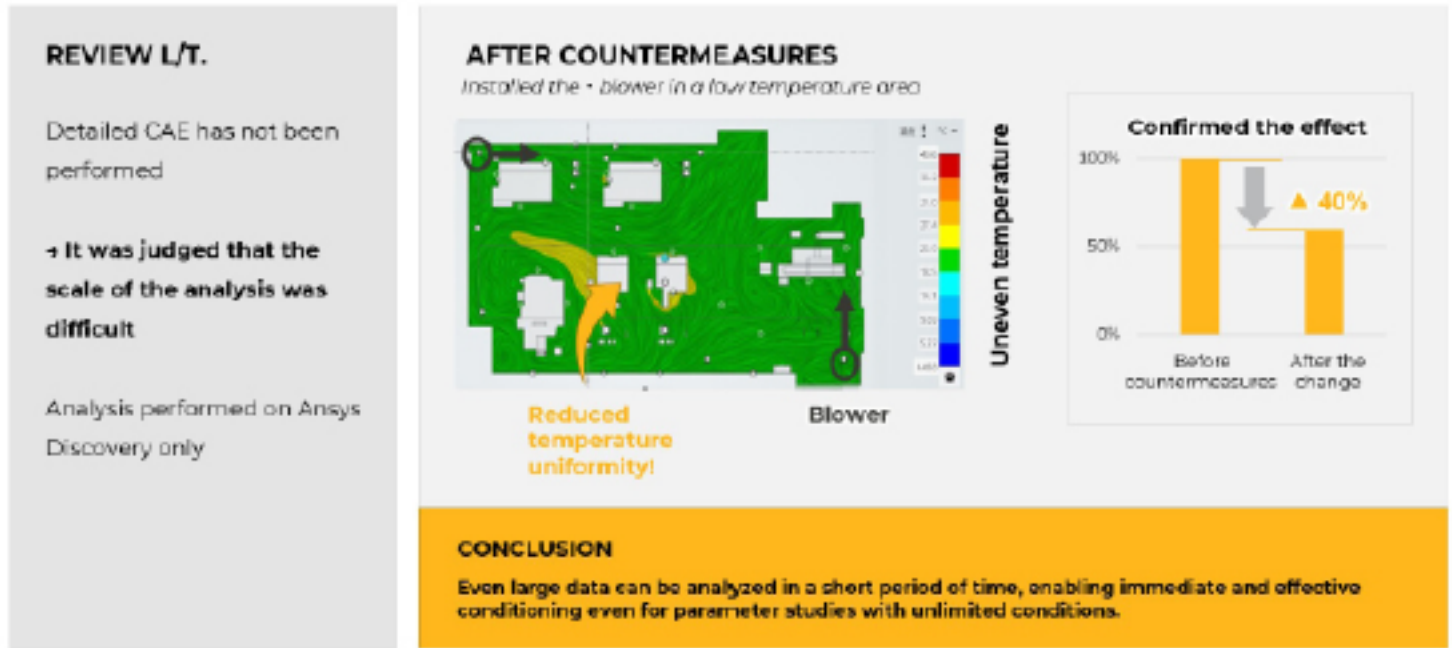 REVIEW L/T.
Detailed CAE has not been
performed
→ It was judged that the
scale of the analysis was
difficult
Analysis performed on Ansys
Discovery only
AFTER COUNTERMEASURES
Installed the • blower in a low temperature area
Uneven temperature
Reduced
temperature
uniformity!
Blower
Confirmed the effect
100%
▲ 40%
50%
0%
Before
countermeasures
After the
change
CONCLUSION
Even large data can be analyzed in a short period of time, enabling immediate and effective
conditioning even for parameter studies with unlimited conditions.